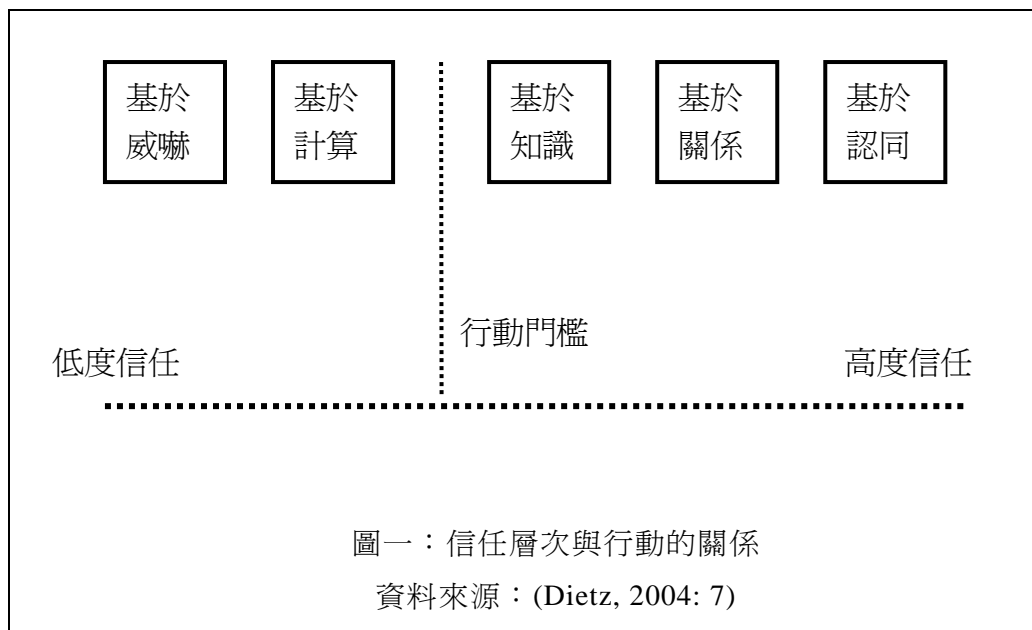 基於
威嚇
基於
計算
基於
知識
基於
關係
基於
認同
行動門檻
低度信任
高度信任
圖一：信任層次與行動的關係
資料來源：(Dietz, 2004: 7)